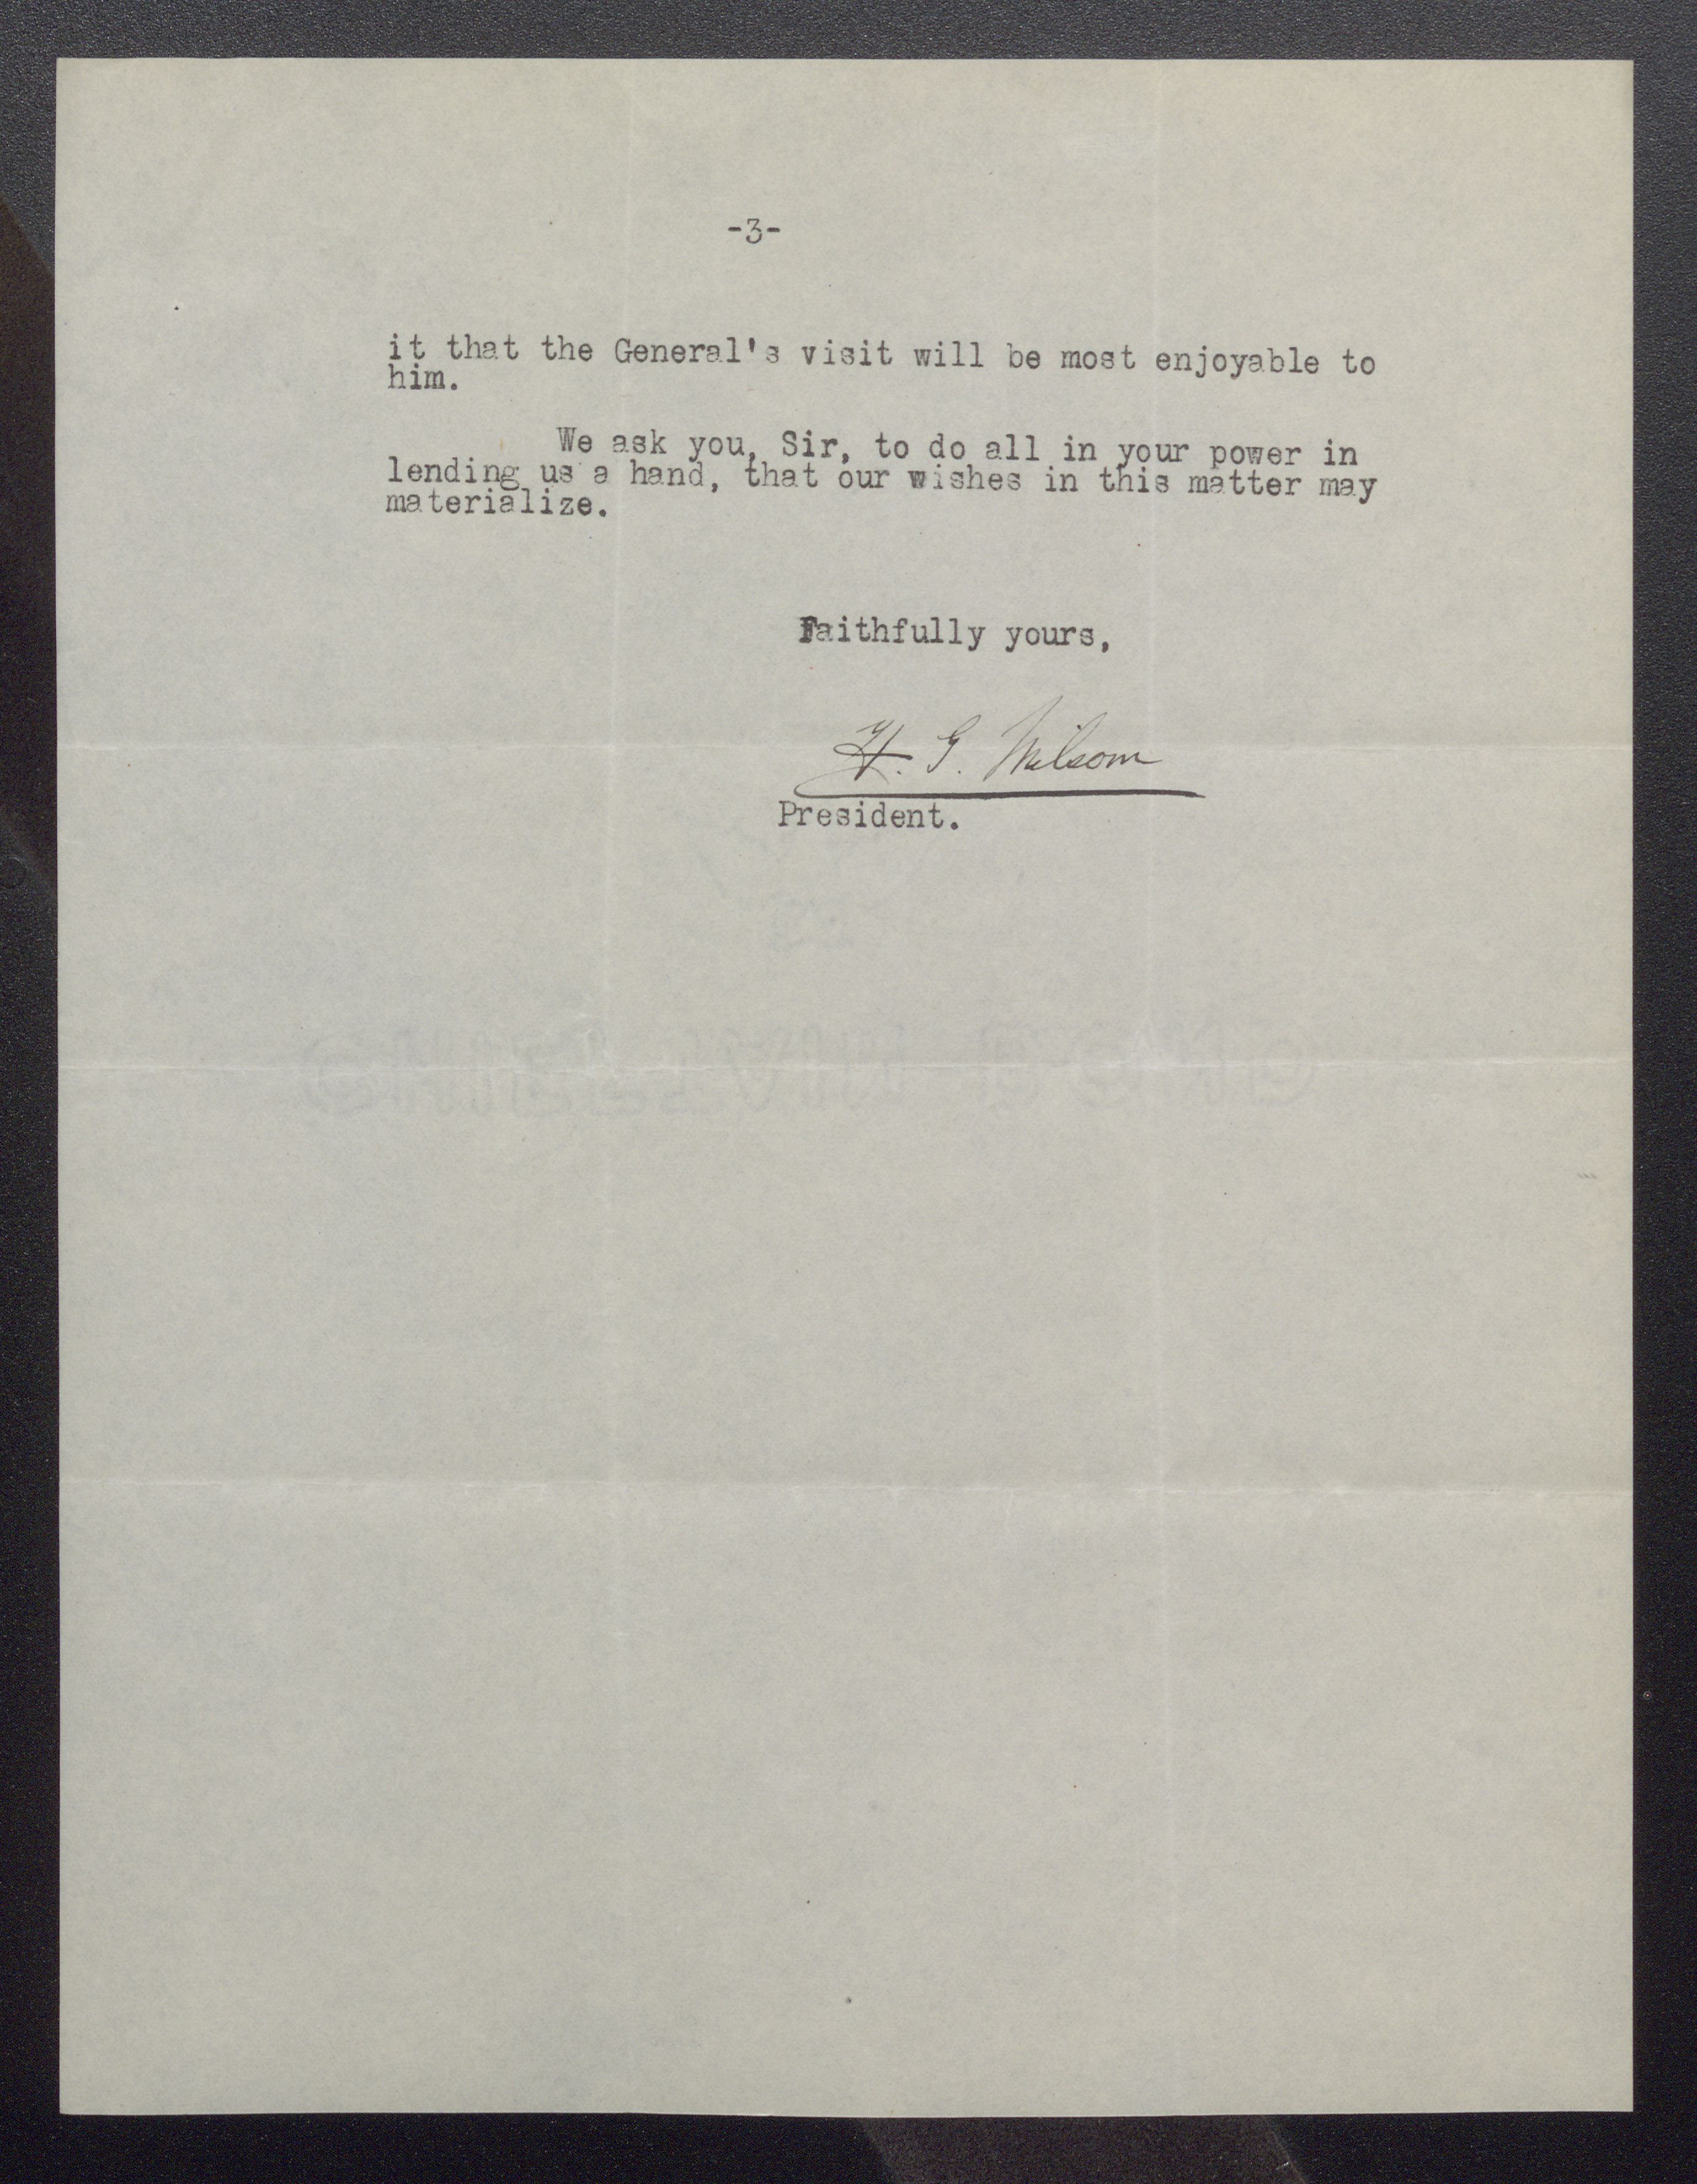 -3-
it that the General's visit will be most enjoyable to
him.
We ask you, Sir, to do all in your power in
lending us a hand, that our wishes in this matter may
materialize.
Faithfully yours,
H. G. Wilson
President.